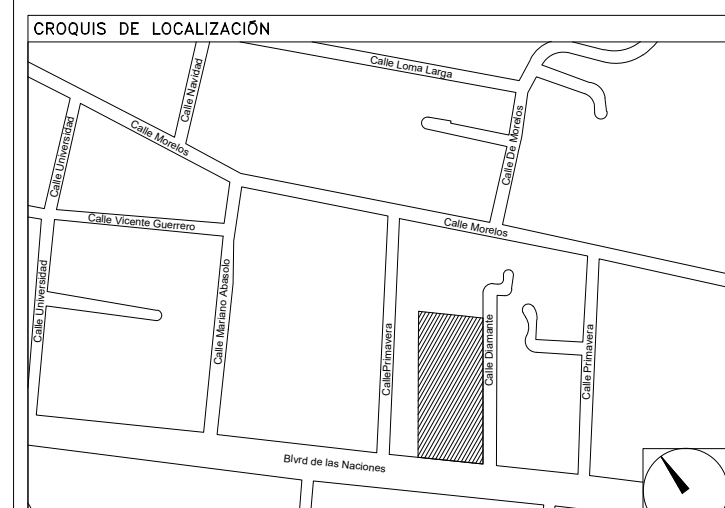 CROQUIS DE LOCALIZACIÓN
Calle Loma Larga
Calle Navidad
Calle Universidad
Calle Morelos
Calle De Morelos
Calle Vicente Guerrero
Calle Morelos
Calle Universidad
Calle Mariano Abasolo
CallePrimavera
Calle Diamante
Calle Primavera
Blvrd de las Naciones